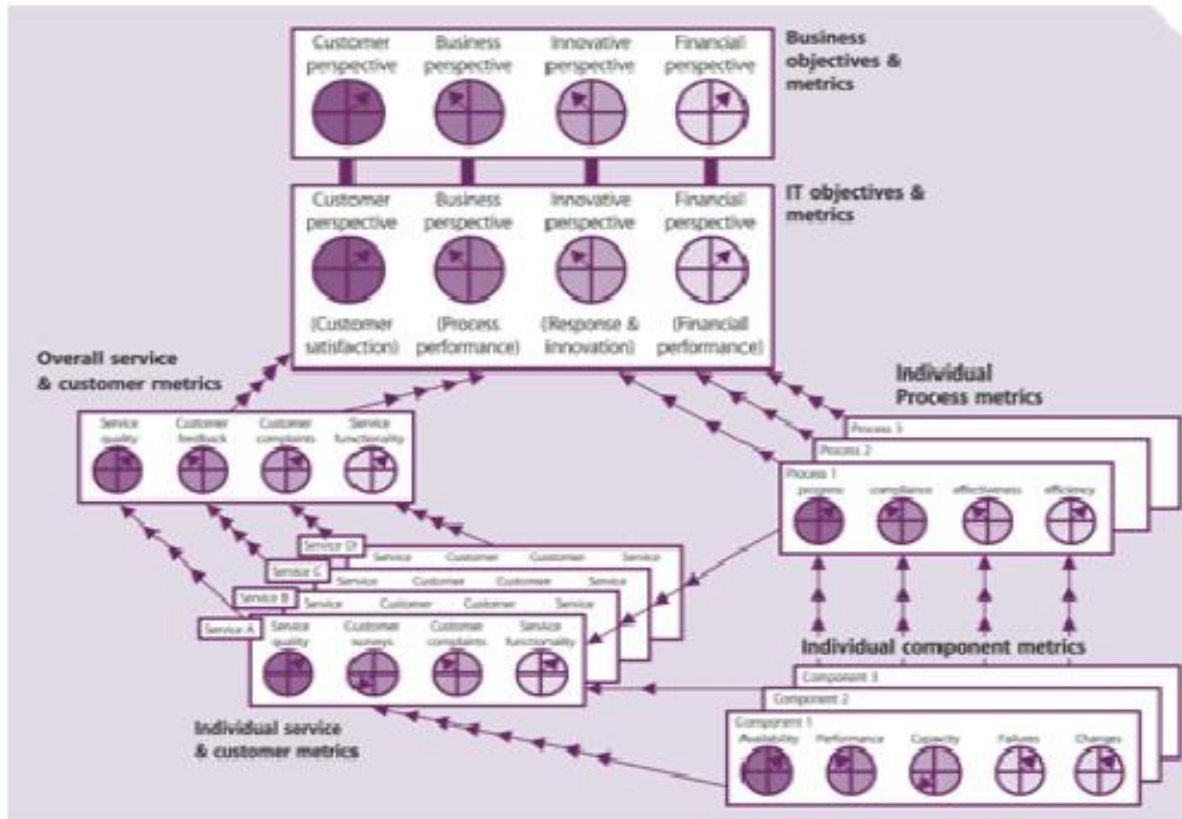 Customer perspective
Business perspective
Innovative perspective
Financial perspective
Business objectives & metrics
Customer perspective
Business perspective
Innovative perspective
Financial perspective
IT objectives & metrics
(Customer satisfaction)
(Process performance)
(Response & innovation)
(Financial performance)
Overall service
& customer metrics
Service quality
Customer feedback
Customer complaints
Service functionality
Individual
Process metrics
Process 3
Process 2
Process 1
progress
compliance
effectiveness
efficiency
Service D
Service
Customer
Customer
Service
Service C
Service
Customer
Customer
Service
Service B
Service
Customer
Customer
Service
Service A
Service quality
Customer surveys
Customer complaints
Service functionality
Individual service
& customer metrics
Individual component metrics
Component 3
Component 2
Component 1
Availability
Performance
Capacity
Failures
Changes